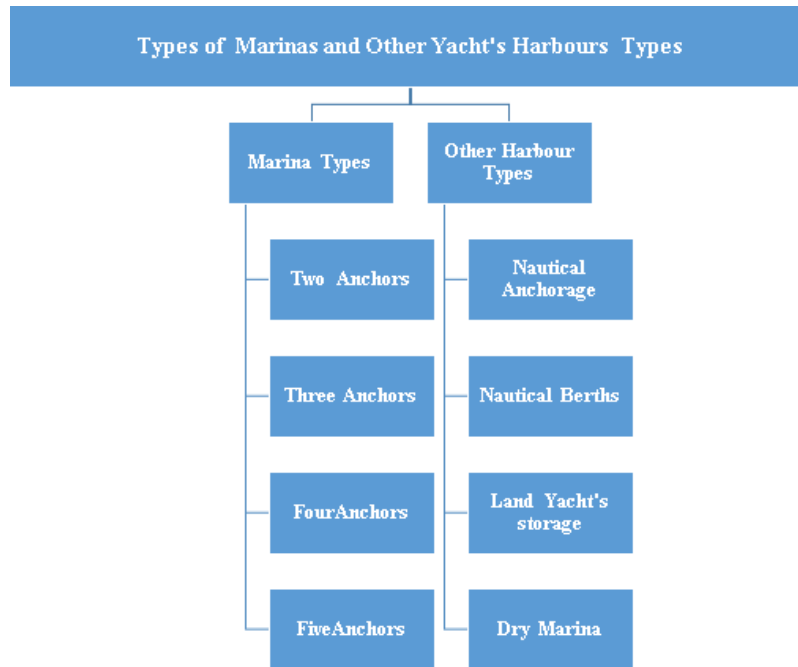 Types of Marinas and Other Yacht's Harbours Types
Marina Types
Other Harbour
Types
Two Anchors
Three Anchors
FourAnchors
FiveAnchors
Nautical
Anchorage
Nautical Berths
Land Yacht's
storage
Dry Marina